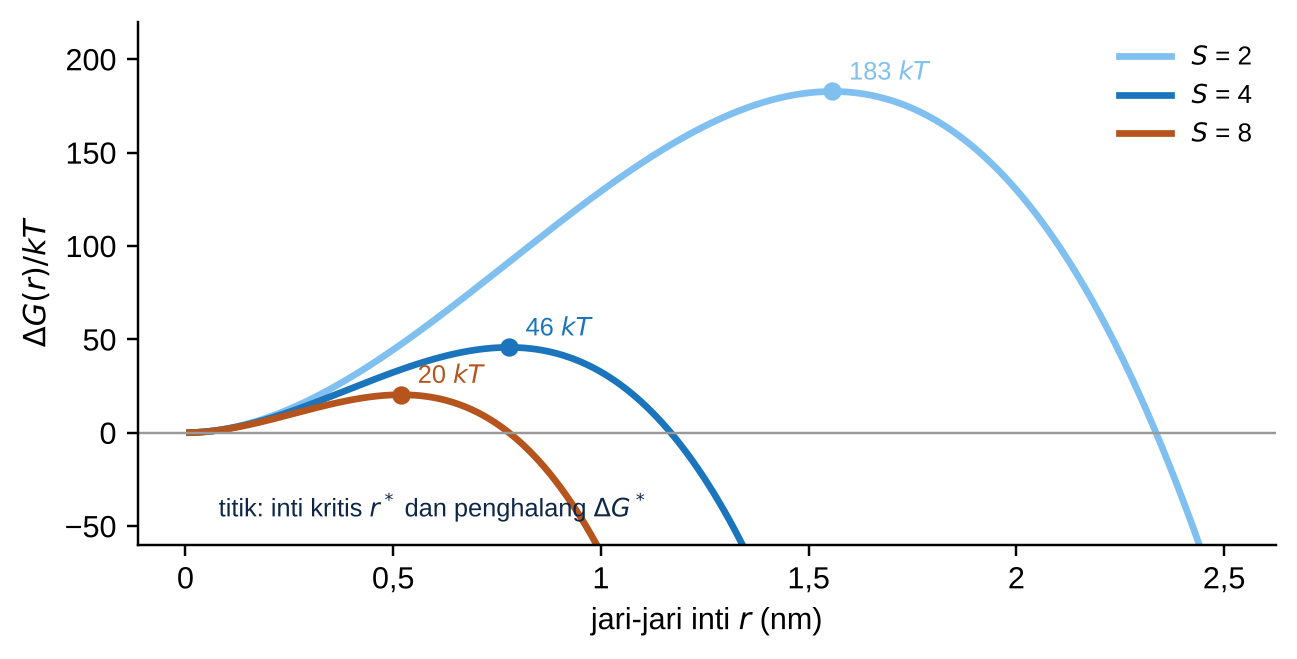 ΔG(r)/kT
200
150
100
50
0
−50
183 kT
46 kT
20 kT
S = 2
S = 4
S = 8
titik: inti kritis r* dan penghalang ΔG*
0
0,5
1
1,5
2
2,5
jari-jari inti r (nm)